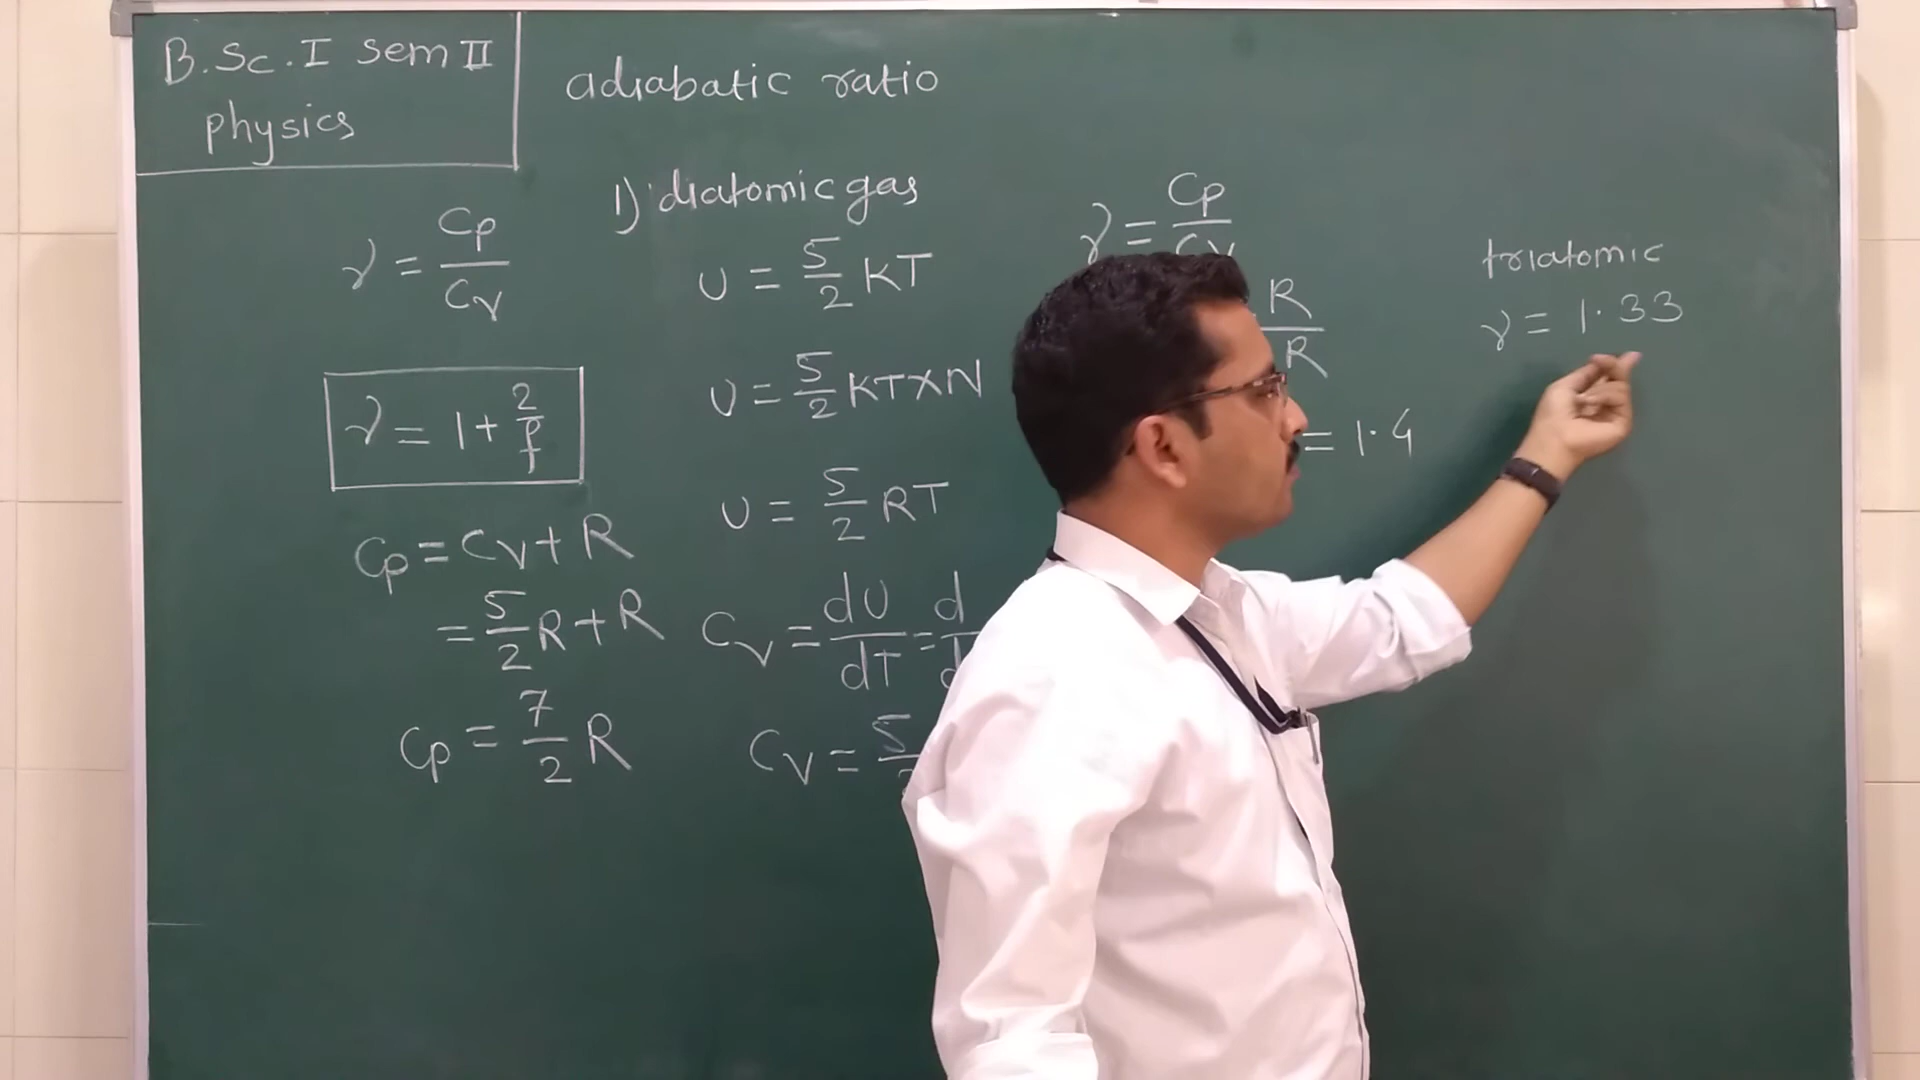 B.Sc. I Sem II
Physics
adiabatic ratio
γ = Cp/Cv
γ = 1 + 2/f
Cp = Cv + R
= 5/2 R + R
Cp = 7/2 R
1) diatomic gas
U = 5/2 KT
U = 5/2 KT X N
U = 5/2 RT
Cv = dU/dT = d
Cv = 5
γ = Cp/Cv
R/R
= 1.4
triatomic
γ = 1.33